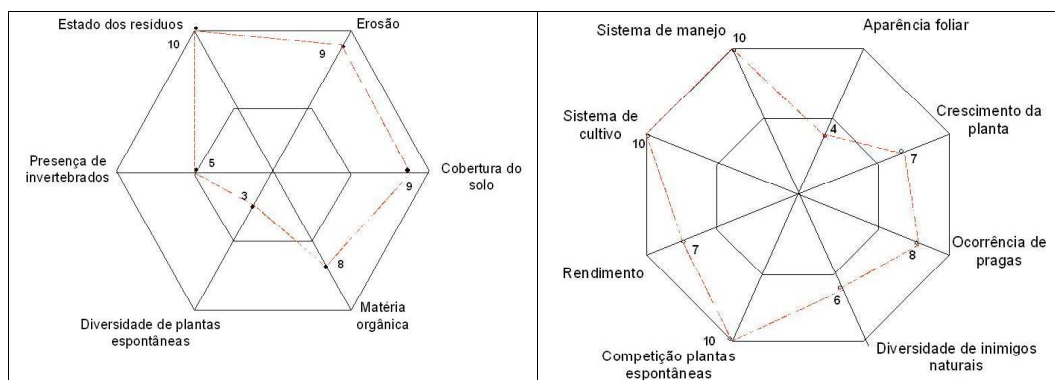 Estado dos resíduos
Erosão
10
9
Presença de
invertebrados
5
3
Cobertura do
solo
9
8
Diversidade de plantas
espontâneas
Matéria
orgânica
Sistema de manejo
10
Aparência foliar
Sistema de
cultivo
10
4
Crescimento da
planta
7
Rendimento
7
Ocorrência de
pragas
8
6
10
Competição plantas
espontâneas
Diversidade de inimigos
naturais